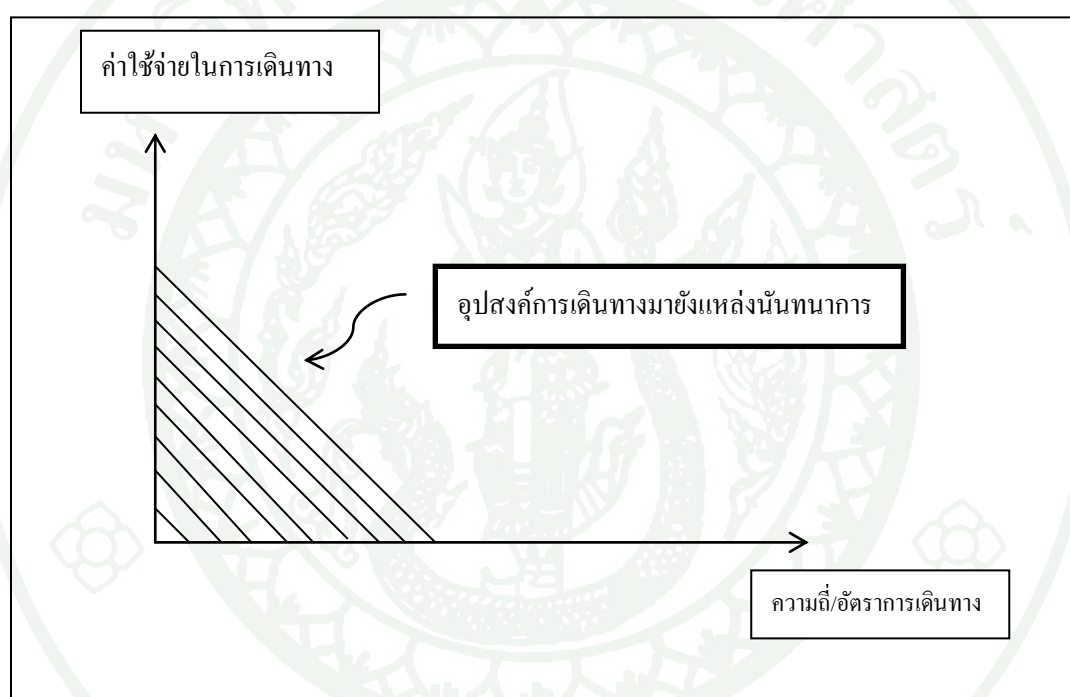 ค่าใช้จ่ายในการเดินทาง
อุปสงค์การเดินทางมายังแหล่งนันทนาการ
ความถี่/อัตราการเดินทาง